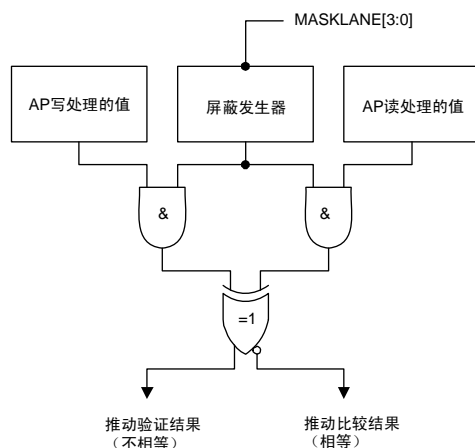 MASKLANE[3:0]
AP写处理的值
屏蔽发生器
AP读处理的值
&
&
=1
推动验证结果
（不相等）
推动比较结果
（相等）